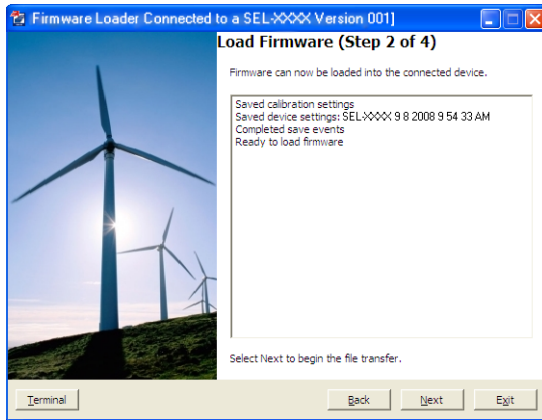 Firmware Loader Connected to a SEL-XXXX Version 001]
Load Firmware (Step 2 of 4)
Firmware can now be loaded into the connected device.
Saved calibration settings
Saved device settings: SEL-XXXX 9 8 2008 9 54 33 AM
Completed save events
Ready to load firmware
Select Next to begin the file transfer.
Terminal
Back
Next
Exit